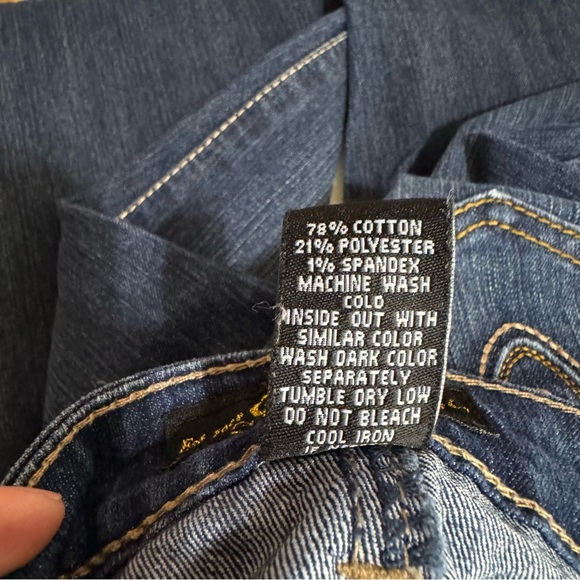 78% COTTON
21% POLYESTER
1% SPANDEX
MACHINE WASH
COLD
INSIDE OUT WITH
SIMILAR COLOR
WASH DARK COLOR
SEPARATELY
TUMBLE DRY LOW
DO NOT BLEACH
COOL IRON
IF